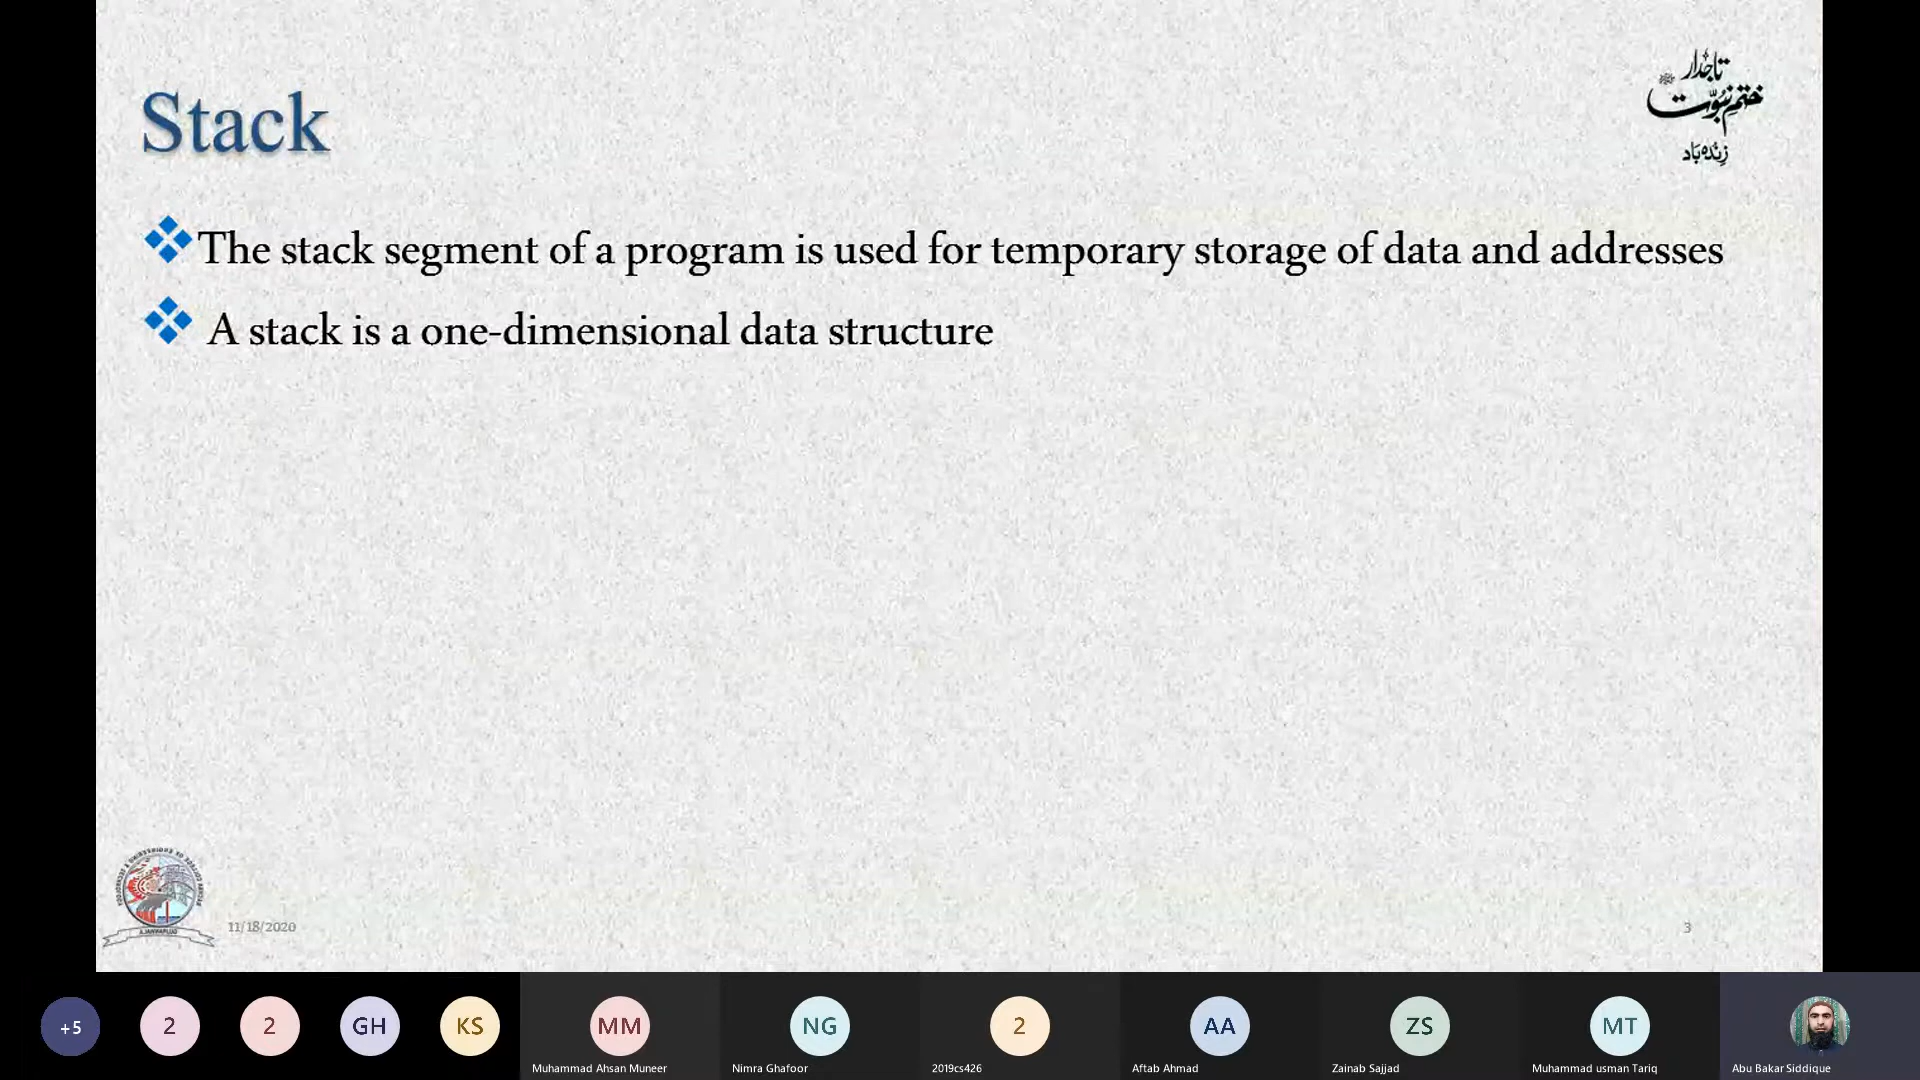 Stack
تاجدار
ختم نبوت
زندہ باد
The stack segment of a program is used for temporary storage of data and addresses
A stack is a one-dimensional data structure
11/18/2020
3
+5
2
2
GH
KS
MM
NG
2
AA
ZS
MT
Muhammad Ahsan Muneer
Nimra Ghafoor
2019cs426
Aftab Ahmad
Zainab Sajjad
Muhammad usman Tariq
Abu Bakar Siddique